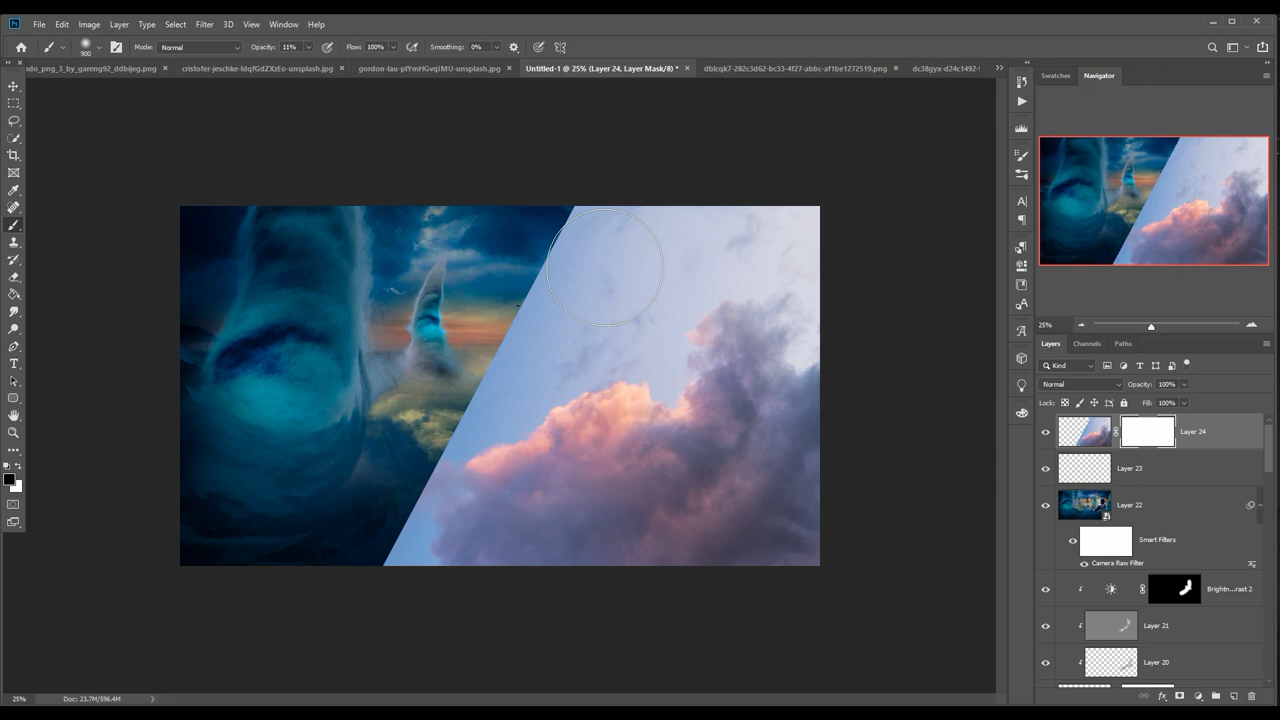 Ps File Edit Image Layer Type Select Filter 3D View Window Help
900 Mode: Normal Opacity: 11% Flow: 100% Smoothing: 0%
ado_png_3_by_gareng92_ddbijeg.png × cristofer-jeschke-ldqfGdZXzEo-unsplash.jpg × gordon-lau-plYmHGvqIMU-unsplash.jpg × Untitled-1 @ 25% (Layer 24, Layer Mask/8) * × dblcqk7-282c3d62-bc33-4f27-abbc-af1be1272519.png × dc38gyx-d24c1492-
Swatches Navigator
25%
Layers Channels Paths
Kind
Normal Opacity: 100%
Lock: Fill: 100%
Layer 24
Layer 23
Layer 22
Smart Filters
Camera Raw Filter
Brightn...rast 2
Layer 21
Layer 20
25% Doc: 23.7M/596.4M